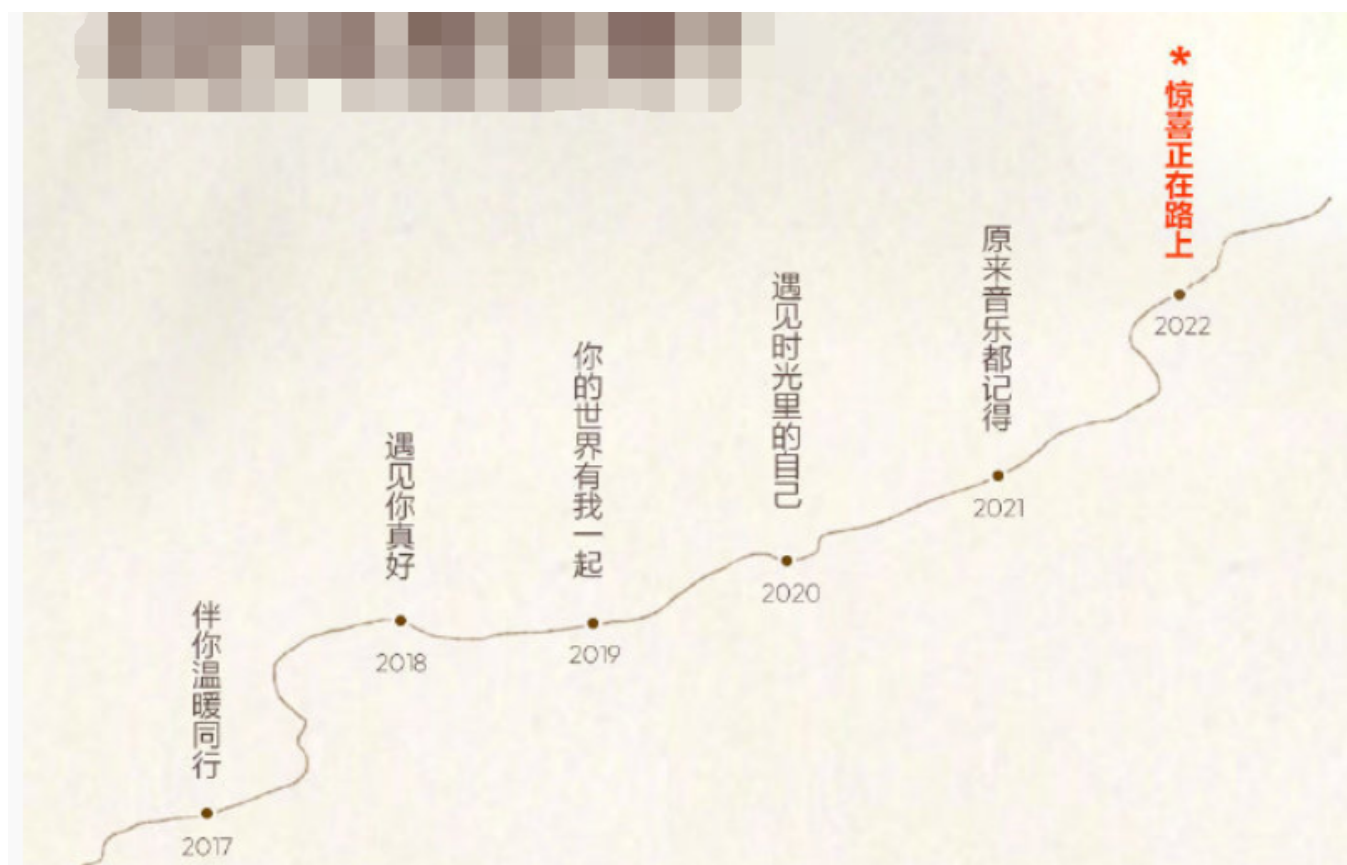 伴你温暖同行
2017
遇见你真好
2018
你的世界有我一起
2019
遇见时光里的自己
2020
原来音乐都记得
2021
* 惊喜正在路上
2022